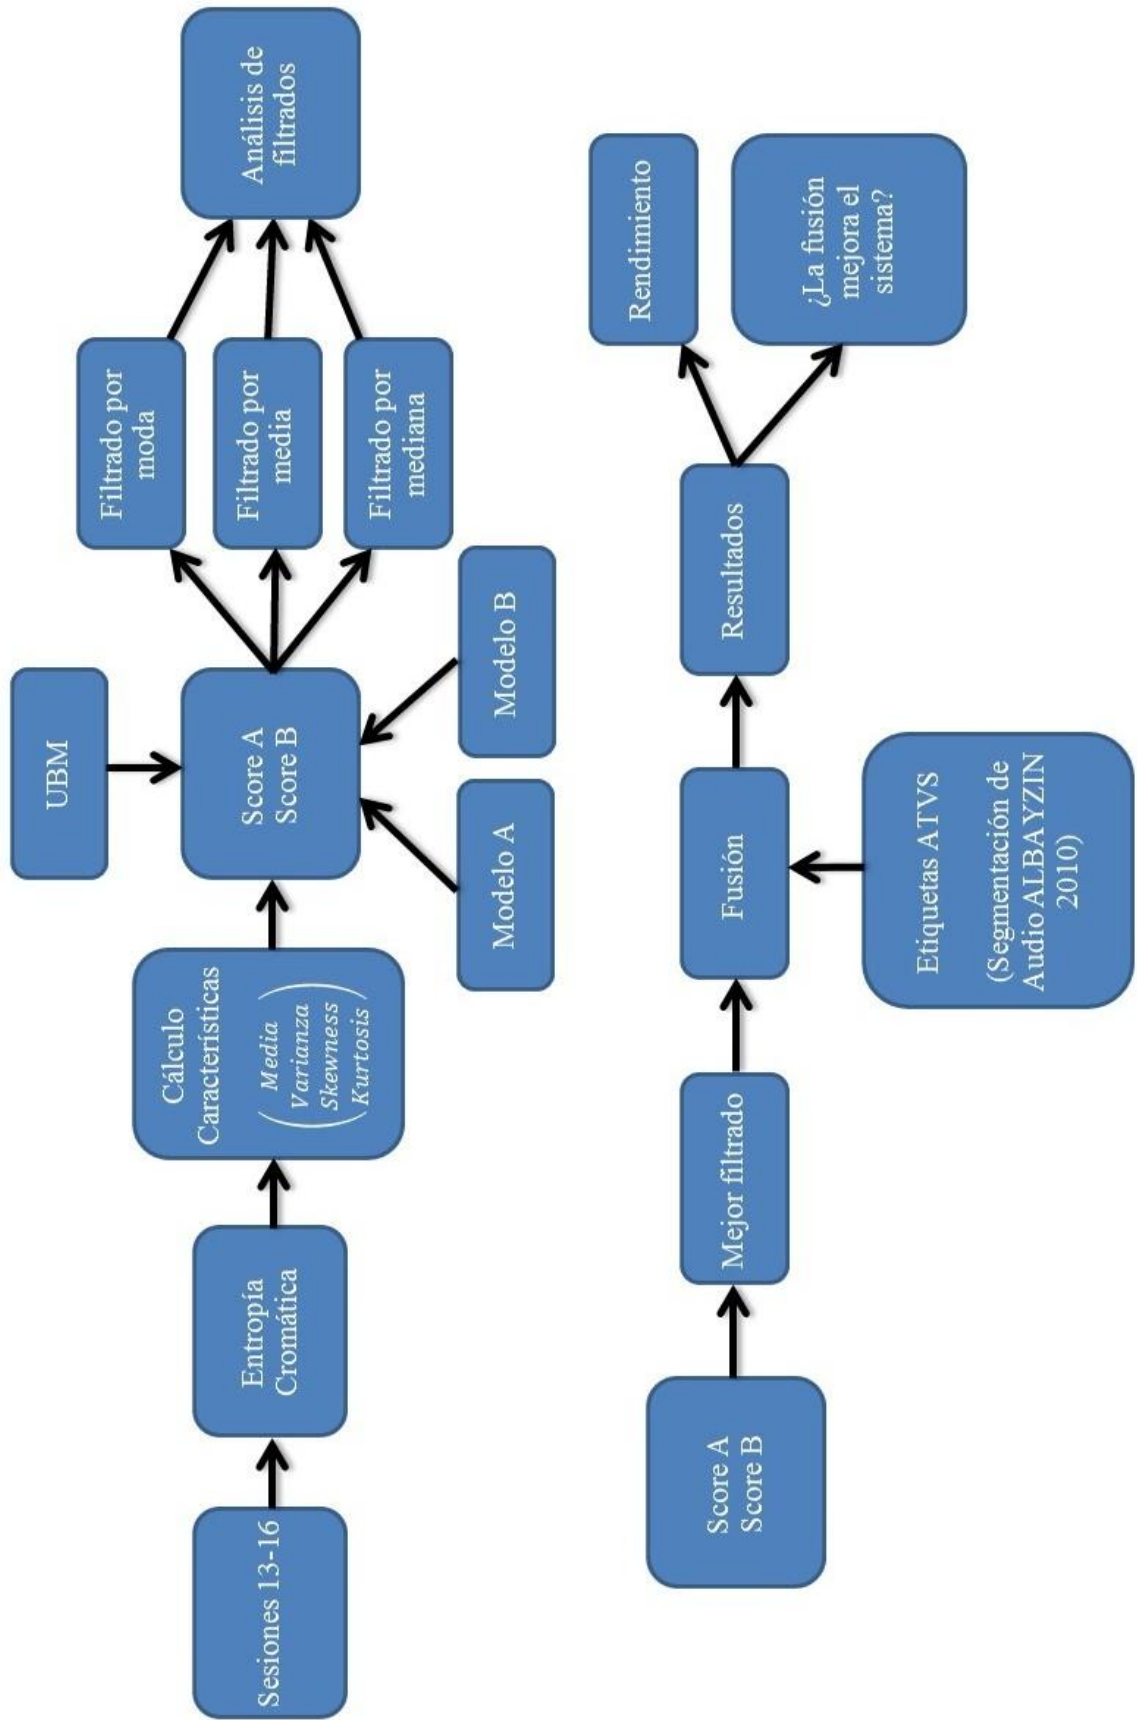 Sesiones 13-16
Entropía
Cromática
Cálculo
Características
Media
Varianza
Skewness
Kurtosis
UBM
Score A
Score B
Modelo A
Modelo B
Filtrado por
moda
Filtrado por
media
Filtrado por
mediana
Análisis de
filtrados
Score A
Score B
Mejor filtrado
Fusión
Etiquetas ATVS
(Segmentación de
Audio ALBAYZIN
2010)
Resultados
Rendimiento
¿La fusión
mejora el
sistema?